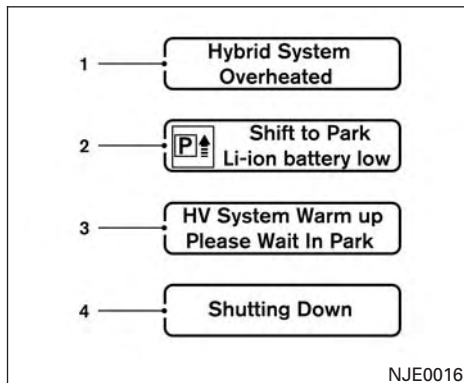 1
Hybrid System
Overheated
2
P
Shift to Park
Li-ion battery low
3
HV System Warm up
Please Wait In Park
4
Shutting Down
NJE0016